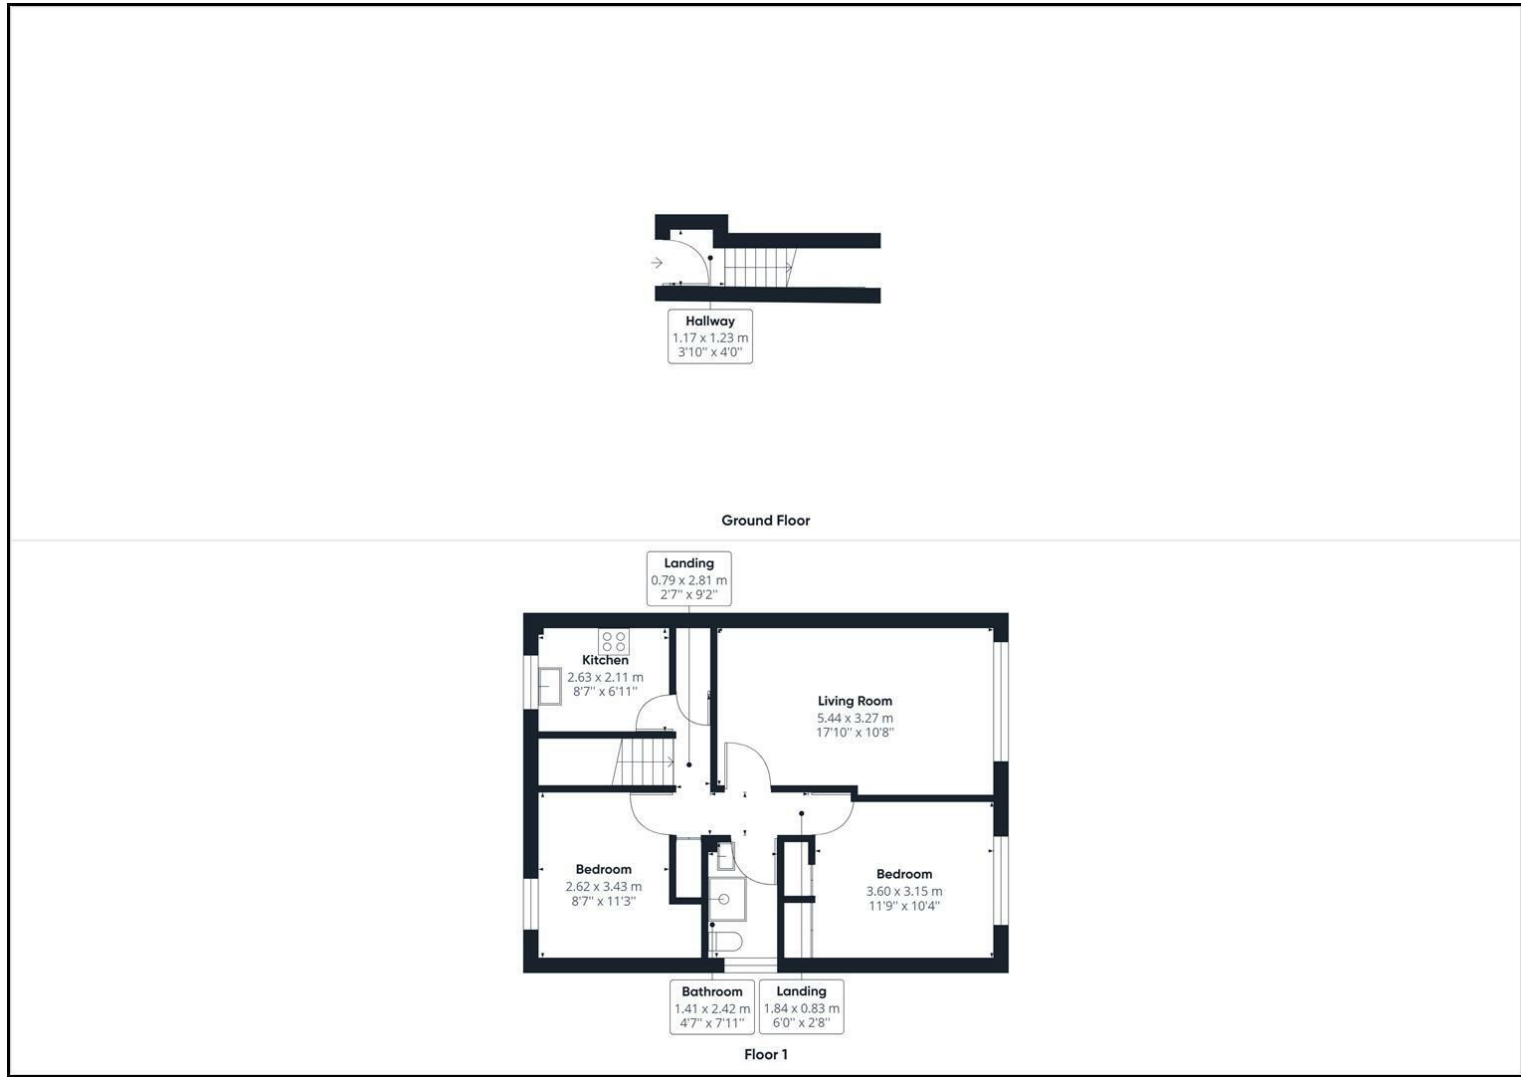 Hallway
1.17 x 1.23 m
3'10" x 4'0"
Ground Floor
Landing
0.79 x 2.81 m
2'7" x 9'2"
Kitchen
2.63 x 2.11 m
8'7" x 6'11"
Living Room
5.44 x 3.27 m
17'10" x 10'8"
Bedroom
2.62 x 3.43 m
8'7" x 11'3"
Bedroom
3.60 x 3.15 m
11'9" x 10'4"
Bathroom
1.41 x 2.42 m
4'7" x 7'11"
Landing
1.84 x 0.83 m
6'0" x 2'8"
Floor 1